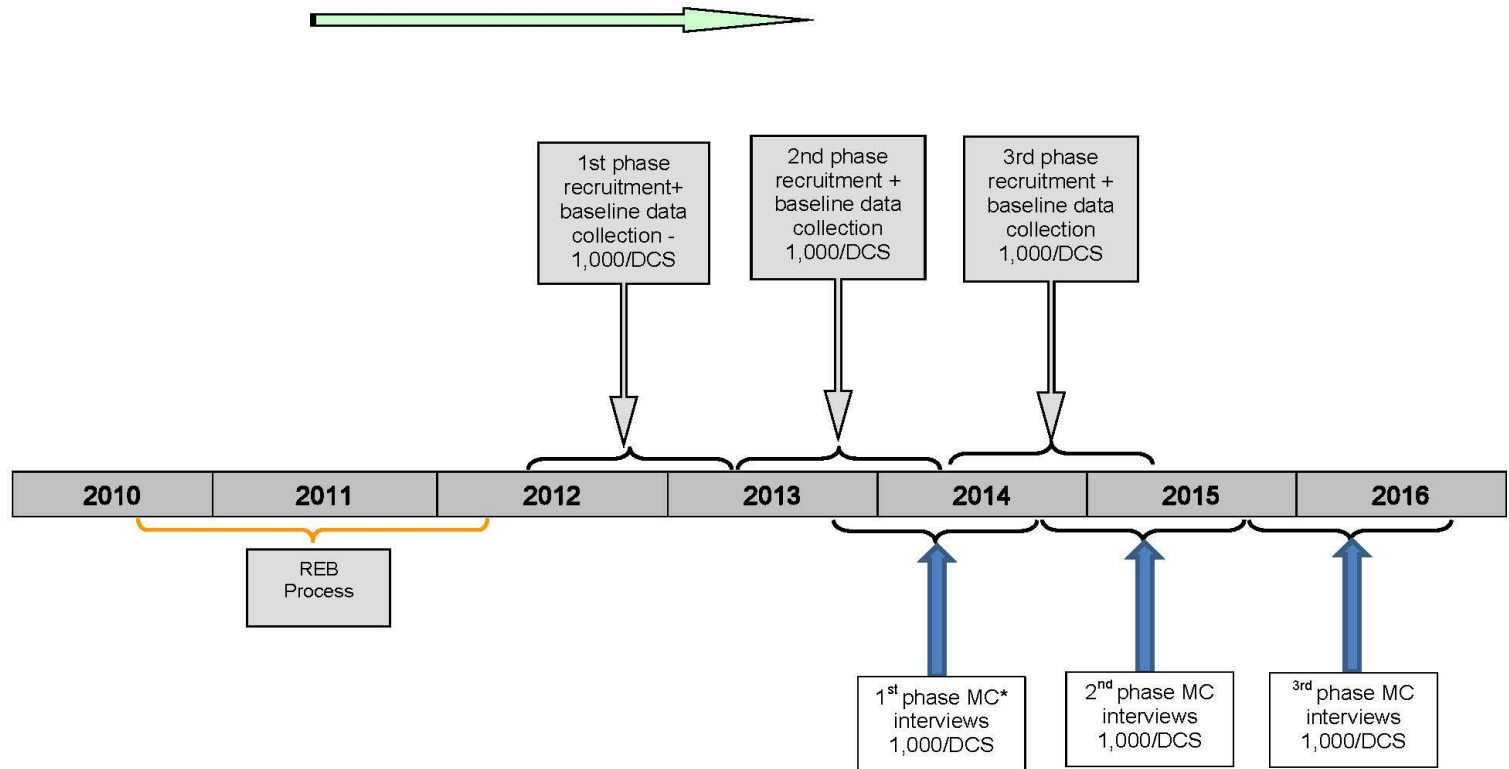 1st phase
recruitment+
baseline data
collection -
1,000/DCS
2nd phase
recruitment +
baseline data
collection
1,000/DCS
3rd phase
recruitment +
baseline data
collection
1,000/DCS
2010 2011 2012 2013 2014 2015 2016
REB
Process
1st phase MC*
interviews
1,000/DCS
2nd phase MC
interviews
1,000/DCS
3rd phase MC
interviews
1,000/DCS